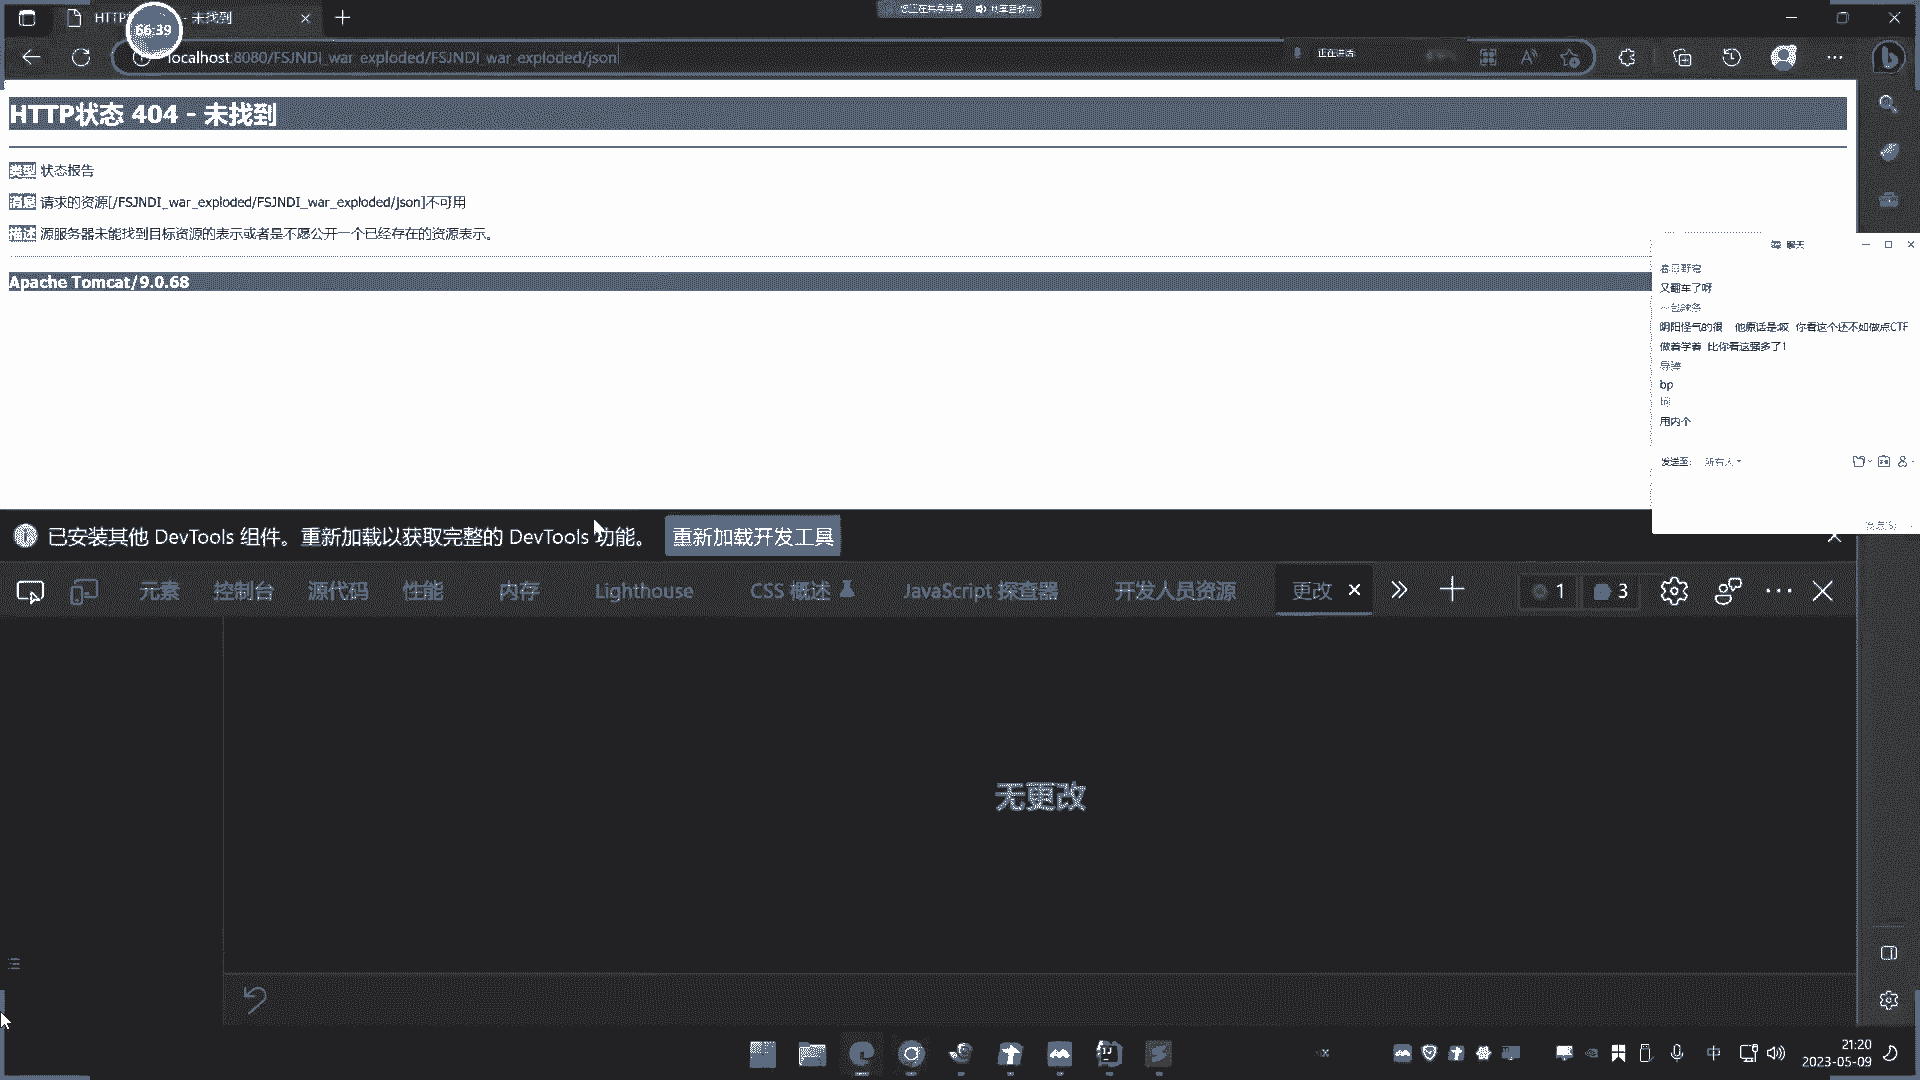 66:39
未找到
localhost:8080/FSJNDI_war_exploded/FSJNDI_war_exploded/json
HTTP状态 404 - 未找到
类型 状态报告
消息 请求的资源[/FSJNDI_war_exploded/FSJNDI_war_exploded/json]不可用
描述 源服务器未能找到目标资源的表示或者是不愿公开一个已经存在的资源表示。
Apache Tomcat/9.0.68
聊天
又翻车了呀
阴阳怪气的很 他原话是:哎 你看这个还不如做点CTF
做着学着 比你看这强多了!
bp
用内个
发送至: 所有人
已安装其他 DevTools 组件。重新加载以获取完整的 DevTools 功能。 重新加载开发工具
元素 控制台 源代码 性能 内存 Lighthouse CSS 概述 JavaScript 探查器 开发人员资源 更改 1 3
无更改
中
21:20
2023-05-09